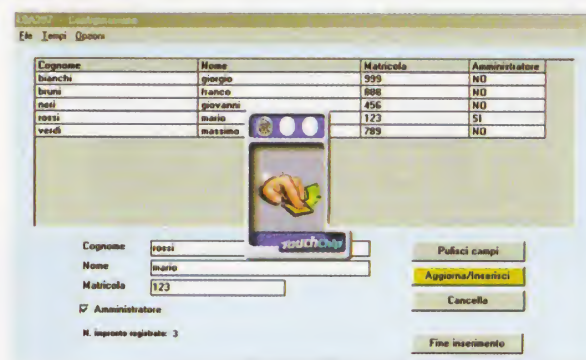 File Tempi Opzioni
Cognome Nome Matricola Amministratore
bianchi giorgio 999 NO
bruni franco 888 NO
neri giovanni 456 NO
rossi mario 123 SI
verdi massimo 789 NO
TouchChip
Cognome rossi
Pulisci campi
Nome mario
Aggiorna/Inserisci
Matricola 123
Cancella
Amministratore
N. impronte registrate: 3
Fine inserimento